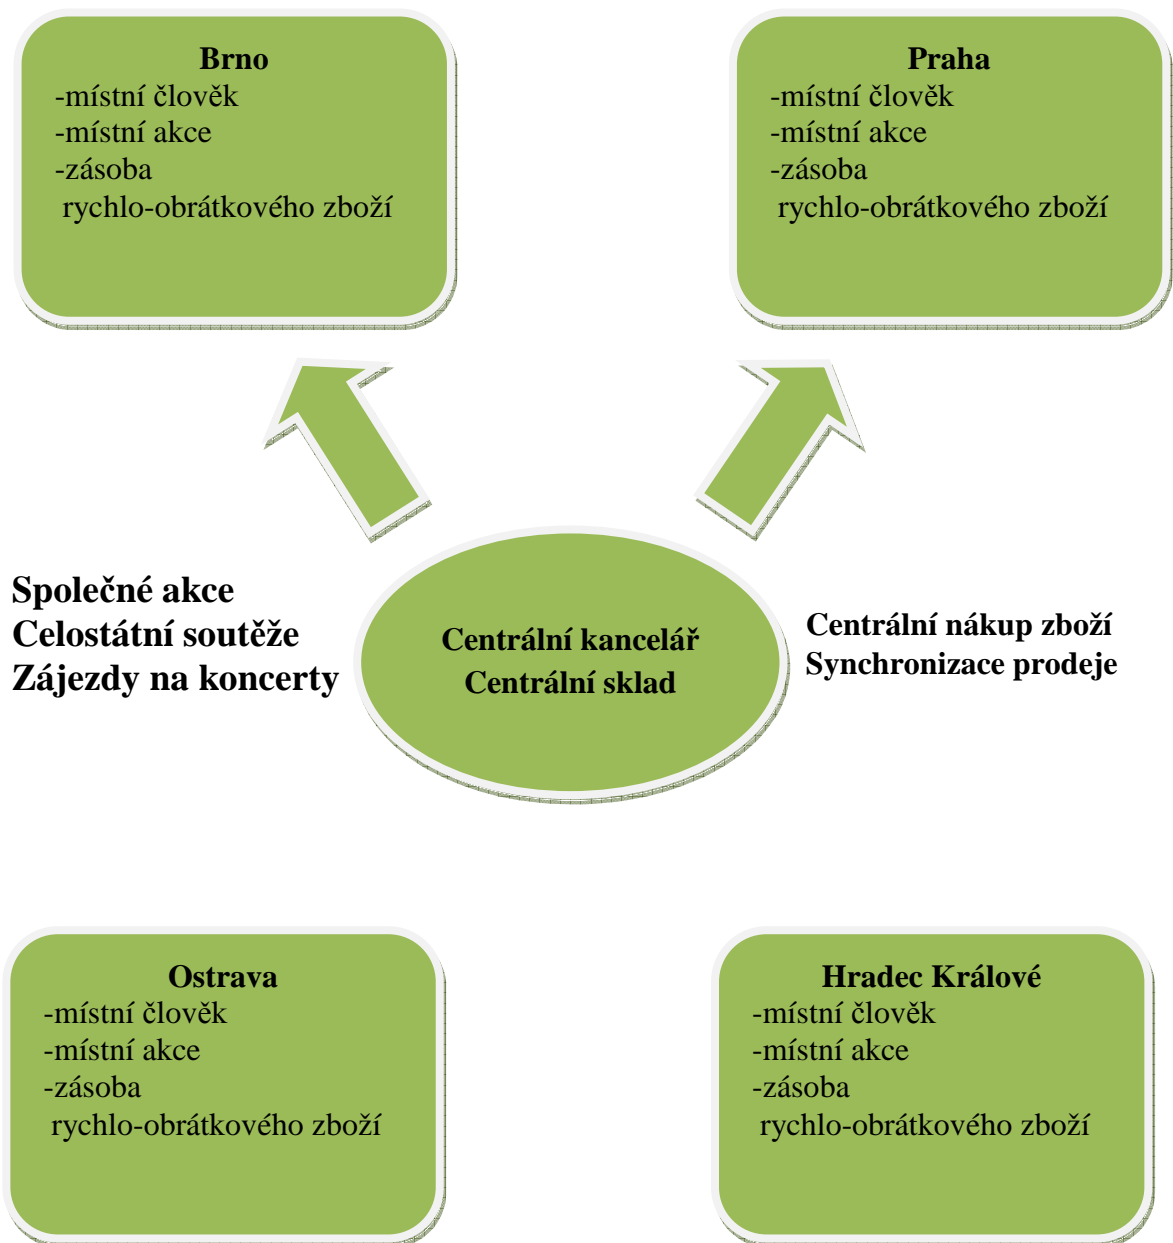 Brno
-místní člověk
-místní akce
-zásoba
rychlo-obrátkového zboží
Praha
-místní člověk
-místní akce
-zásoba
rychlo-obrátkového zboží
Společné akce
Celostátní soutěže
Zájezdy na koncerty
Centrální kancelář
Centrální sklad
Centrální nákup zboží
Synchronizace prodeje
Ostrava
-místní člověk
-místní akce
-zásoba
rychlo-obrátkového zboží
Hradec Králové
-místní člověk
-místní akce
-zásoba
rychlo-obrátkového zboží